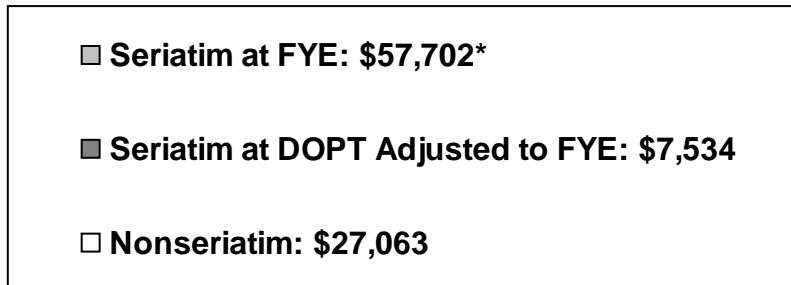 Seriatim at FYE: $57,702*
Seriatim at DOPT Adjusted to FYE: $7,534
Nonseriatim: $27,063